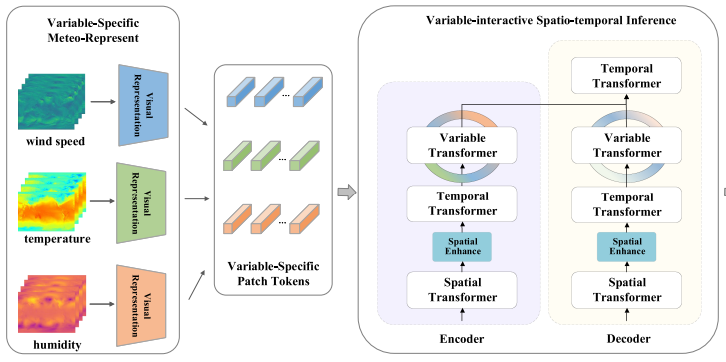 Variable-Specific
Meteo-Represent
wind speed
Visual
Representation
temperature
Visual
Representation
humidity
Visual
Representation
...
...
...
Variable-Specific
Patch Tokens
Variable-interactive Spatio-temporal Inference
Variable
Transformer
Temporal
Transformer
Spatial
Enhance
Spatial
Transformer
Encoder
Temporal
Transformer
Variable
Transformer
Temporal
Transformer
Spatial
Enhance
Spatial
Transformer
Decoder